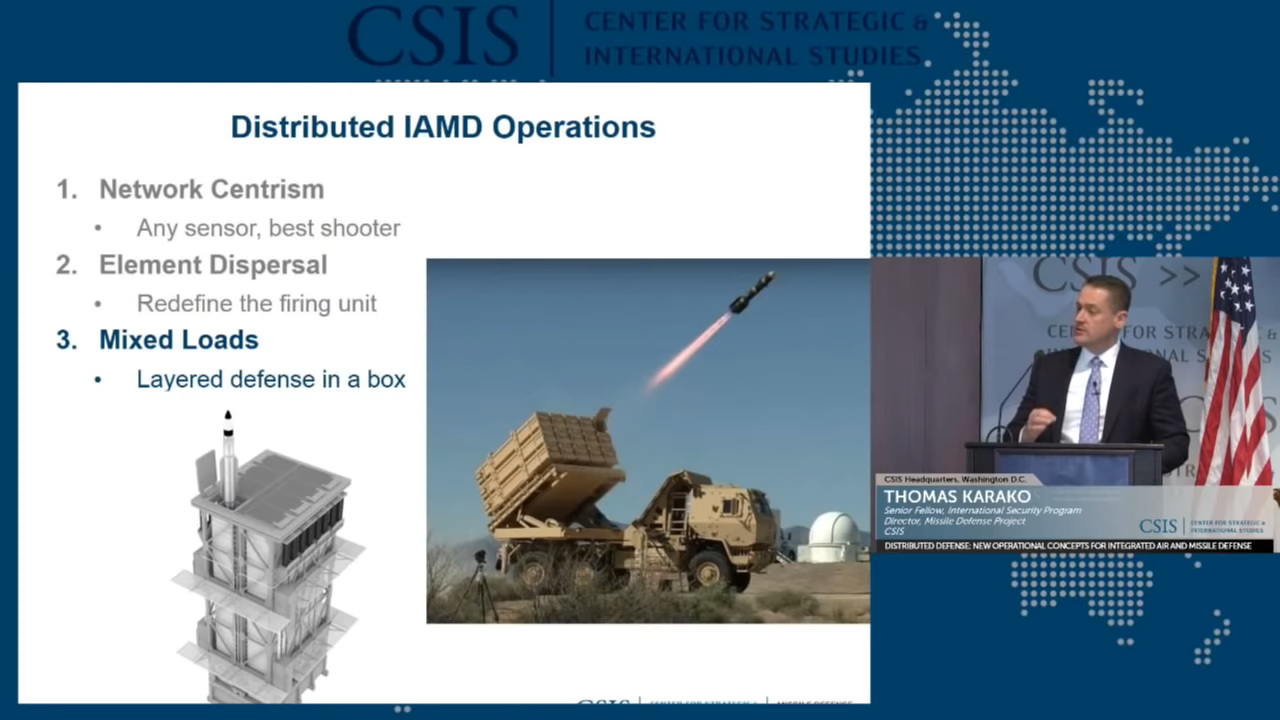 CSIS
CENTER FOR STRATEGIC &
INTERNATIONAL STUDIES
Distributed IAMD Operations
1. Network Centrism
• Any sensor, best shooter
2. Element Dispersal
• Redefine the firing unit
3. Mixed Loads
• Layered defense in a box
CSIS >>
CSIS Headquarters, Washington D.C.
THOMAS KARAKO
Senior Fellow, International Security Program
Director, Missile Defense Project
CSIS
CSIS
CENTER FOR STRATEGIC &
INTERNATIONAL STUDIES
DISTRIBUTED DEFENSE: NEW OPERATIONAL CONCEPTS FOR INTEGRATED AIR AND MISSILE DEFENSE